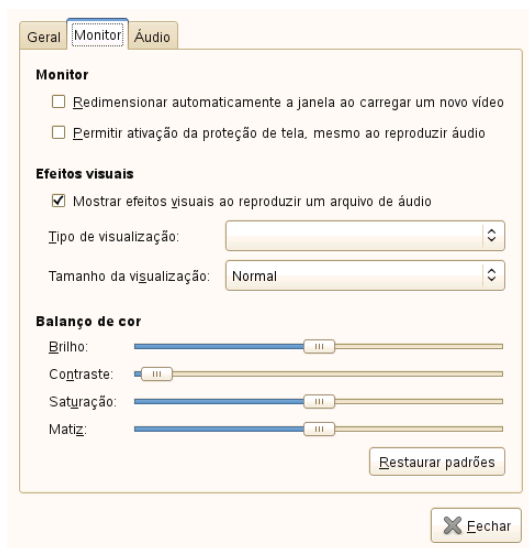 Geral Monitor Áudio
Monitor
Redimensionar automaticamente a janela ao carregar um novo vídeo
Permitir ativação da proteção de tela, mesmo ao reproduzir áudio
Efeitos visuais
Mostrar efeitos visuais ao reproduzir um arquivo de áudio
Tipo de visualização:
Tamanho da visualização: Normal
Balanço de cor
Brilho:
Contraste:
Saturação:
Matiz:
Restaurar padrões
Fechar